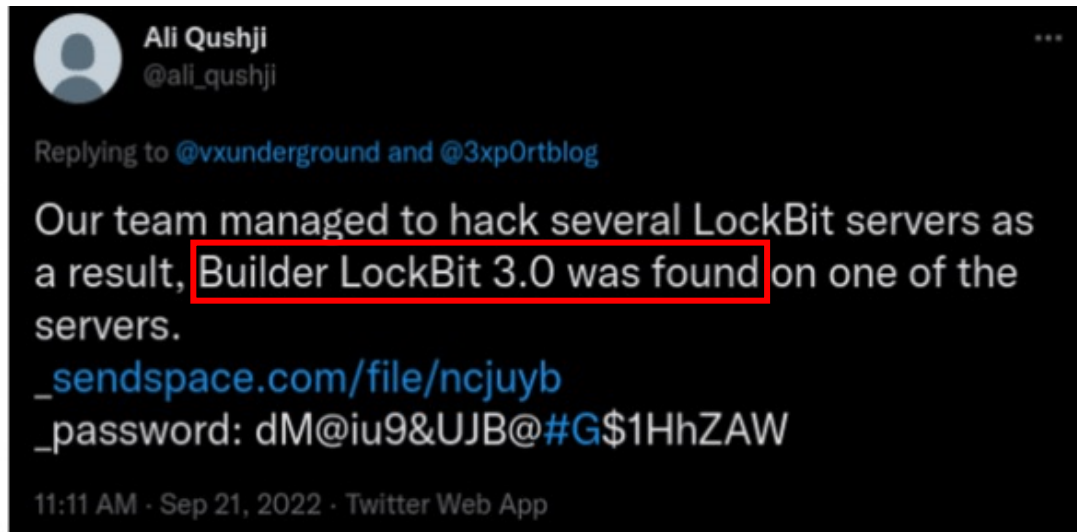 Ali Qushji
@ali_qushji
Replying to @vxunderground and @3xp0rtblog
Our team managed to hack several LockBit servers as
a result, Builder LockBit 3.0 was found on one of the
servers.
_sendspace.com/file/ncjuyb
_password: dM@iu9&UJB@#G$1HhZAW
11:11 AM · Sep 21, 2022 · Twitter Web App